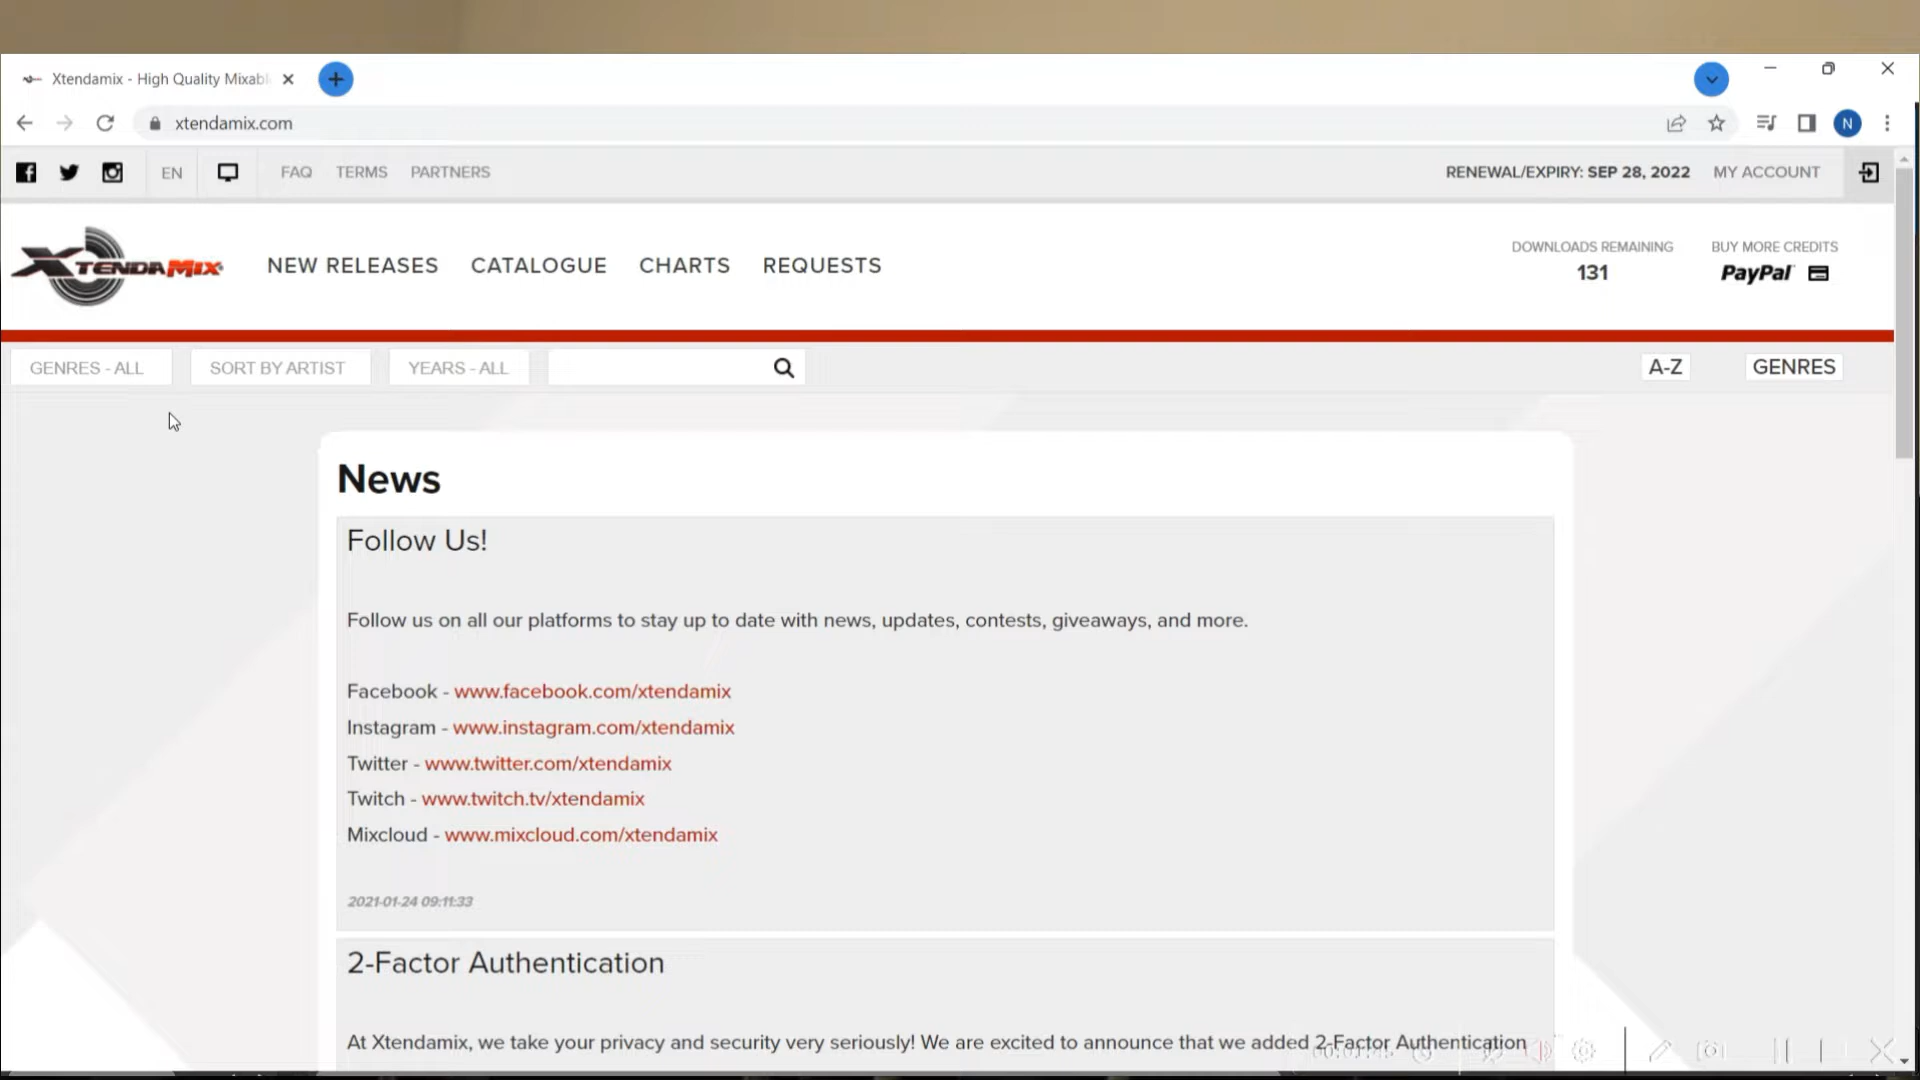 Xtendamix - High Quality Mixabl
xtendamix.com
N
EN
FAQ TERMS PARTNERS
RENEWAL/EXPIRY: SEP 28, 2022 MY ACCOUNT
XTENDAMIX
NEW RELEASES CATALOGUE CHARTS REQUESTS
DOWNLOADS REMAINING
131
BUY MORE CREDITS
PayPal
GENRES - ALL SORT BY ARTIST YEARS - ALL
A-Z GENRES
News
Follow Us!
Follow us on all our platforms to stay up to date with news, updates, contests, giveaways, and more.
Facebook - www.facebook.com/xtendamix
Instagram - www.instagram.com/xtendamix
Twitter - www.twitter.com/xtendamix
Twitch - www.twitch.tv/xtendamix
Mixcloud - www.mixcloud.com/xtendamix
2021-01-24 09:11:33
2-Factor Authentication
At Xtendamix, we take your privacy and security very seriously! We are excited to announce that we added 2-Factor Authentication